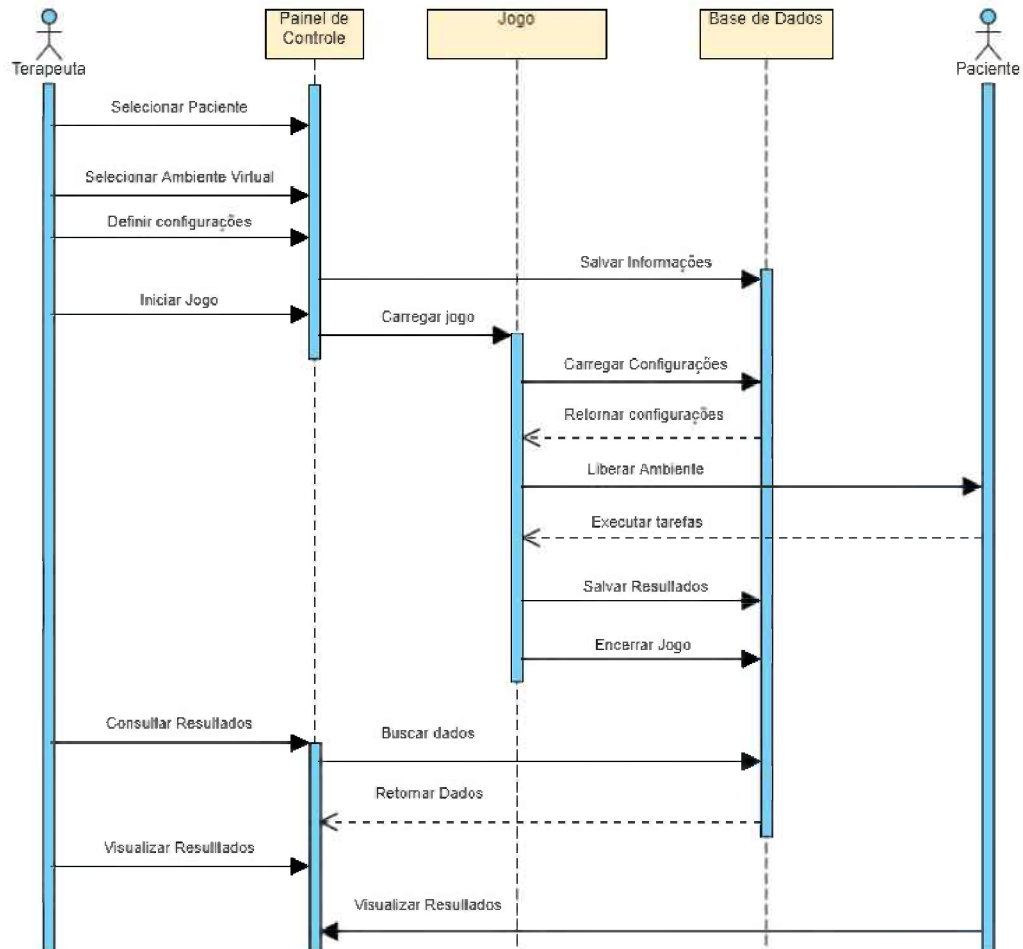 Painel de
Controle
Jogo
Base de Dados
Terapeuta
Paciente
Selecionar Paciente
Selecionar Ambiente Virtual
Definir configurações
Salvar Informações
Iniciar Jogo
Carregar jogo
Carregar Configurações
Retornar configurações
Liberar Ambiente
Executar tarefas
Salvar Resultados
Encerrar Jogo
Consultar Resultados
Buscar dados
Retornar Dados
Visualizar Resulltados
Visualizar Resultados